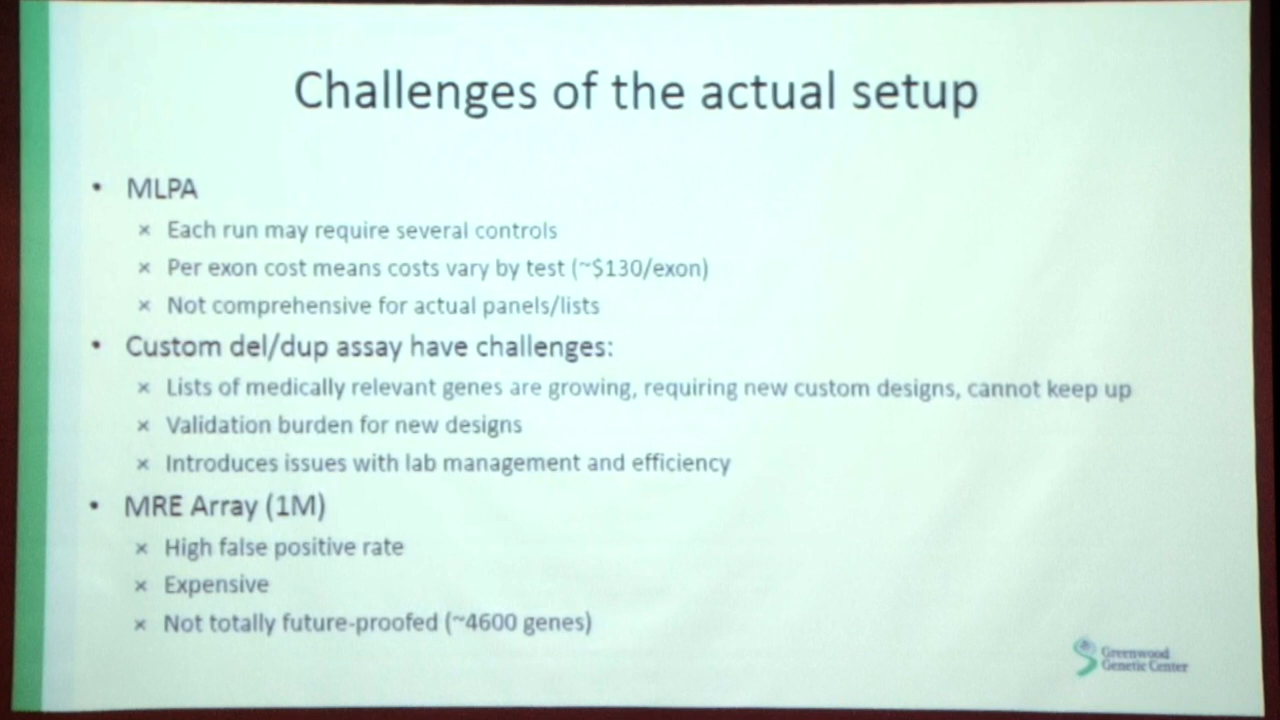 Challenges of the actual setup
• MLPA
× Each run may require several controls
× Per exon cost means costs vary by test (~$130/exon)
× Not comprehensive for actual panels/lists
• Custom del/dup assay have challenges:
× Lists of medically relevant genes are growing, requiring new custom designs, cannot keep up
× Validation burden for new designs
× Introduces issues with lab management and efficiency
• MRE Array (1M)
× High false positive rate
× Expensive
× Not totally future-proofed (~4600 genes)
Greenwood
Genetic Center